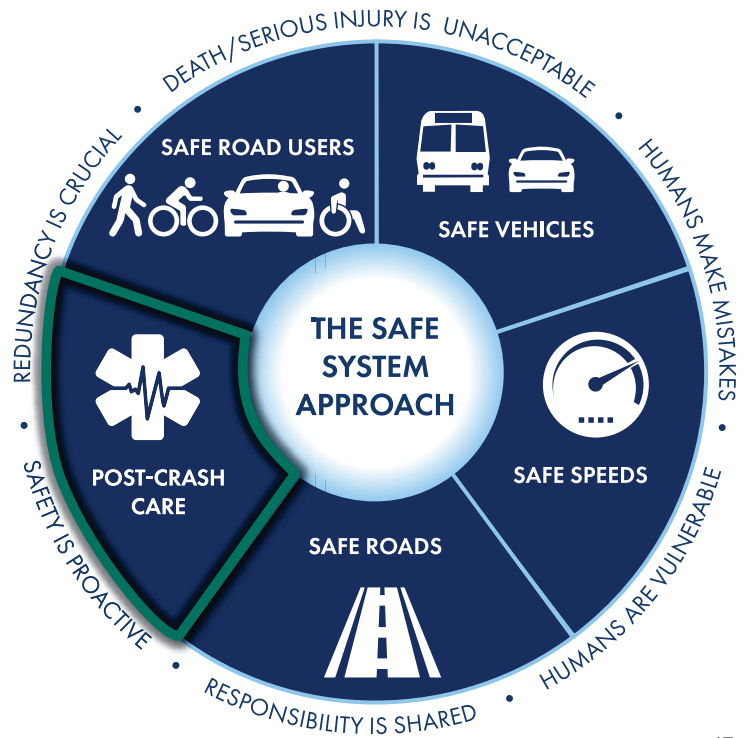 DEATH/SERIOUS INJURY IS UNACCEPTABLE
HUMANS MAKE MISTAKES
HUMANS ARE VULNERABLE
RESPONSIBILITY IS SHARED
SAFETY IS PROACTIVE
REDUNDANCY IS CRUCIAL
SAFE ROAD USERS
SAFE VEHICLES
THE SAFE
SYSTEM
APPROACH
SAFE SPEEDS
POST-CRASH
CARE
SAFE ROADS